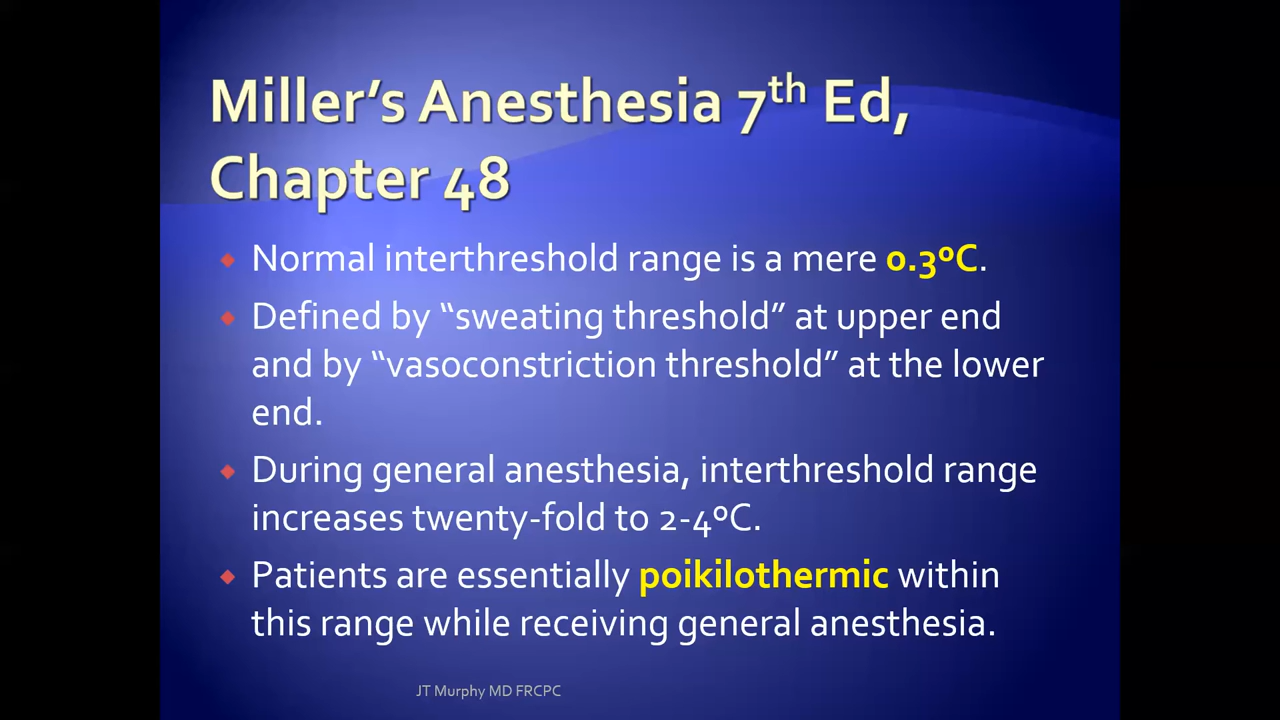 Miller’s Anesthesia 7th Ed,
Chapter 48
Normal interthreshold range is a mere 0.3ºC.
Defined by “sweating threshold” at upper end
and by “vasoconstriction threshold” at the lower
end.
During general anesthesia, interthreshold range
increases twenty-fold to 2-4ºC.
Patients are essentially poikilothermic within
this range while receiving general anesthesia.
JT Murphy MD FRCPC